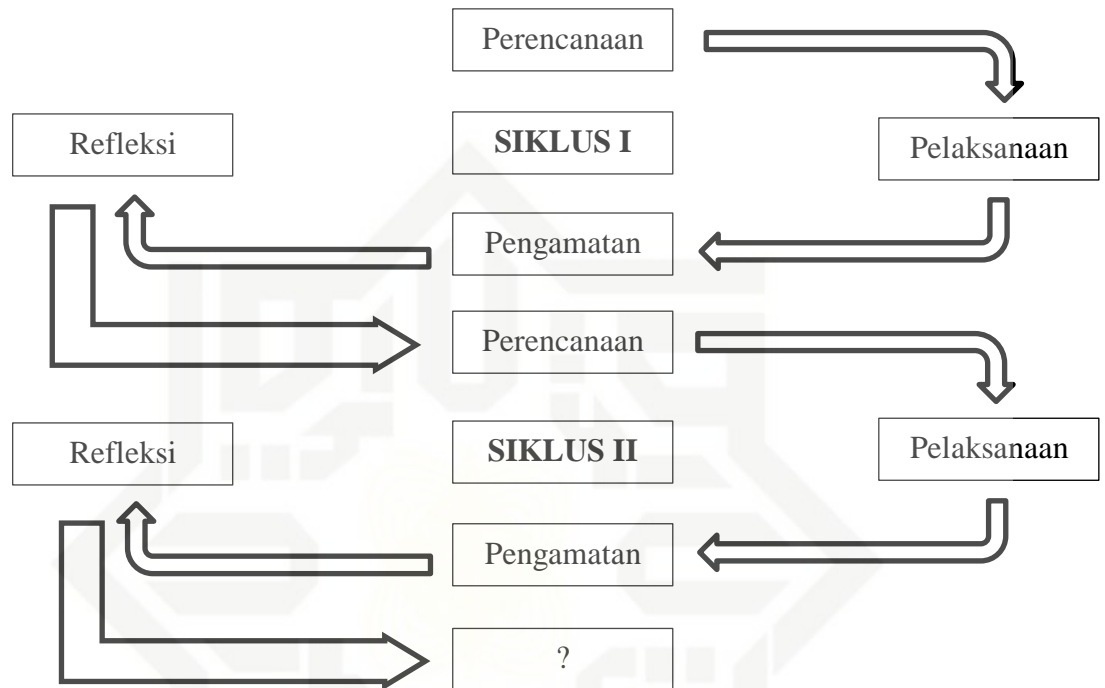 Perencanaan
Refleksi
SIKLUS I
Pelaksanaan
Pengamatan
Perencanaan
Refleksi
SIKLUS II
Pelaksanaan
Pengamatan
?